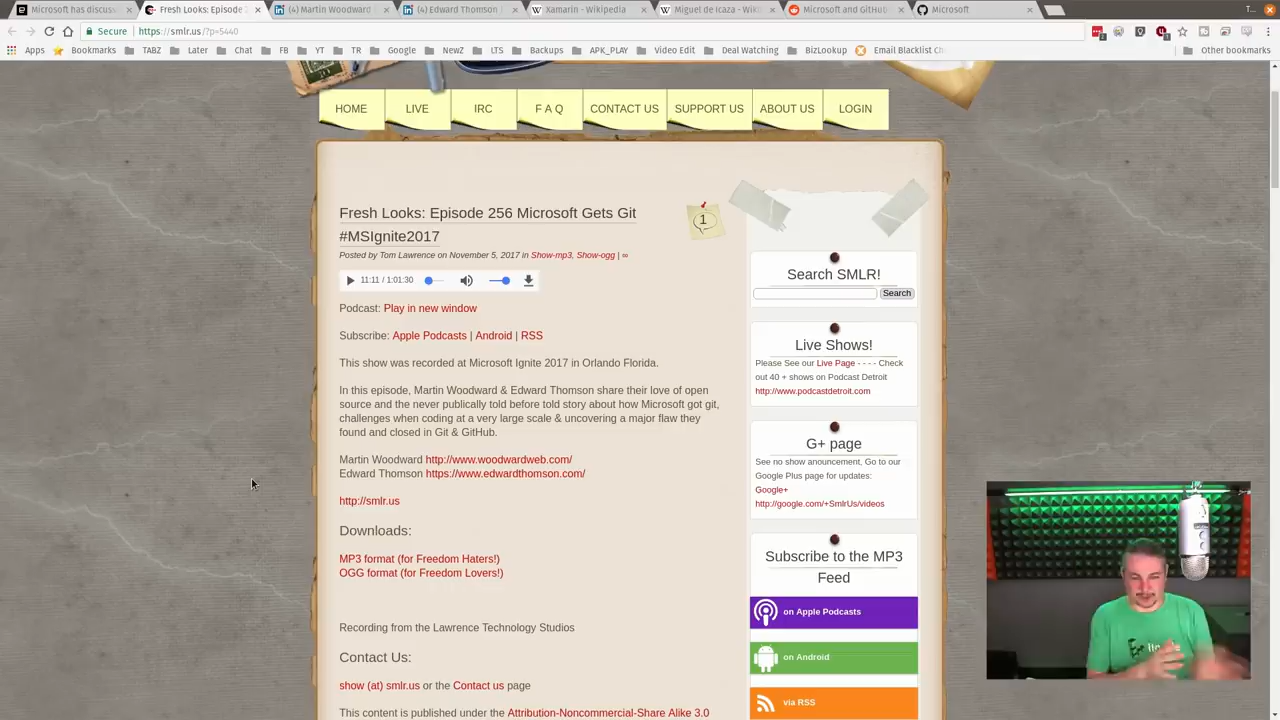 Microsoft has discuss
Fresh Looks: Episode 2
(4) Martin Woodward
(4) Edward Thomson
Xamarin - Wikipedia
Miguel de Icaza - Wiki
Microsoft and GitHub
Microsoft
Secure https://smlr.us/?p=5440
Apps Bookmarks TABZ Later Chat FB YT TR Google NewZ LTS Backups APK_PLAY Video Edit Deal Watching BizLookup Email Blacklist Ch Other bookmarks
HOME LIVE IRC F A Q CONTACT US SUPPORT US ABOUT US LOGIN
Fresh Looks: Episode 256 Microsoft Gets Git
#MSIgnite2017
1
Posted by Tom Lawrence on November 5, 2017 in Show-mp3, Show-ogg | ∞
11:11 / 1:01:30
Podcast: Play in new window
Subscribe: Apple Podcasts | Android | RSS
This show was recorded at Microsoft Ignite 2017 in Orlando Florida.
In this episode, Martin Woodward & Edward Thomson share their love of open
source and the never publically told before told story about how Microsoft got git,
challenges when coding at a very large scale & uncovering a major flaw they
found and closed in Git & GitHub.
Martin Woodward http://www.woodwardweb.com/
Edward Thomson https://www.edwardthomson.com/
http://smlr.us
Downloads:
MP3 format (for Freedom Haters!)
OGG format (for Freedom Lovers!)
Recording from the Lawrence Technology Studios
Contact Us:
show (at) smlr.us or the Contact us page
This content is published under the Attribution-Noncommercial-Share Alike 3.0
Search SMLR!
Search
Live Shows!
Please See our Live Page - - - - Check
out 40 + shows on Podcast Detroit
http://www.podcastdetroit.com
G+ page
See no show anouncement, Go to our
Google Plus page for updates:
Google+
http://google.com/+SmlrUs/videos
Subscribe to the MP3
Feed
on Apple Podcasts
on Android
via RSS